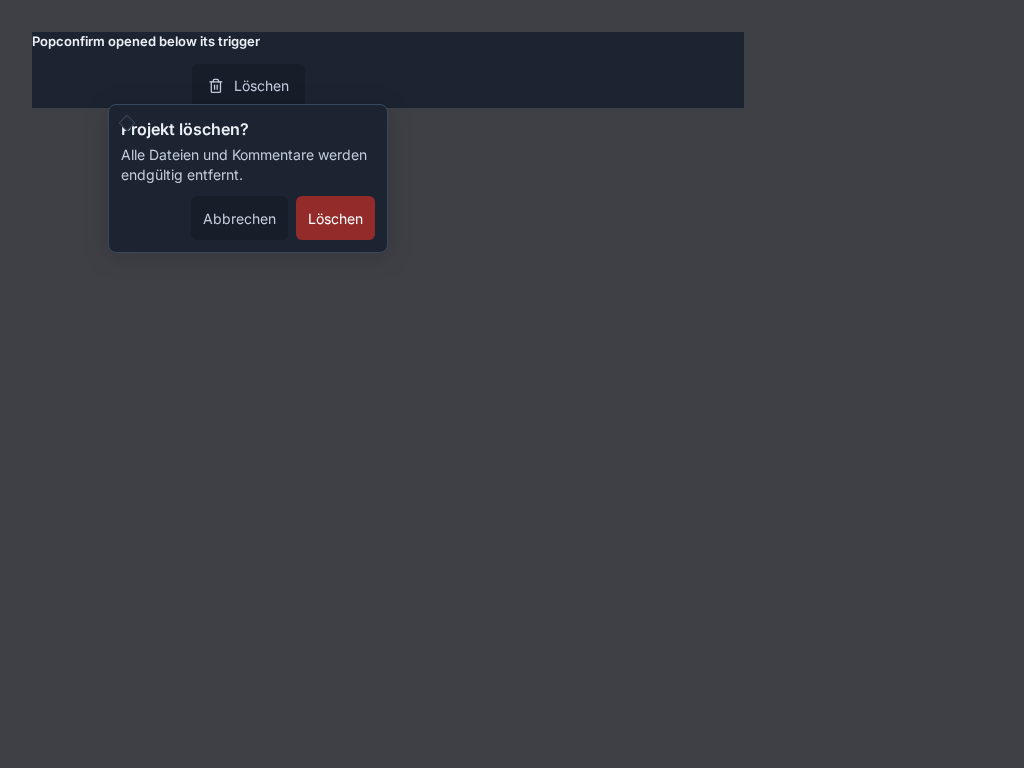 Popconfirm opened below its trigger
Löschen
Projekt löschen?
Alle Dateien und Kommentare werden
endgültig entfernt.
Abbrechen
Löschen